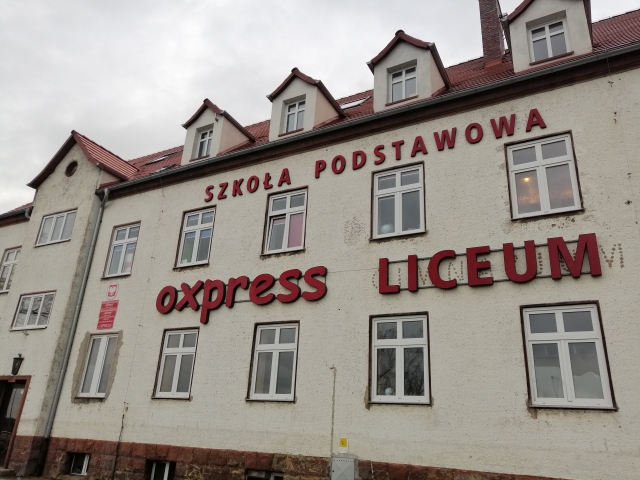 SZKOŁA PODSTAWOWA
oxpress LICEUM